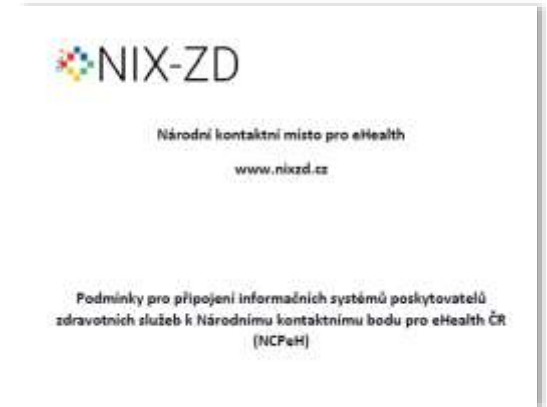 NIX-ZD
Národní kontaktní místo pro eHealth
www.nixzd.cz
Podmínky pro připojení informačních systémů poskytovatelů
zdravotních služeb k Národnímu kontaktnímu bodu pro eHealth ČR
(NCPeH)